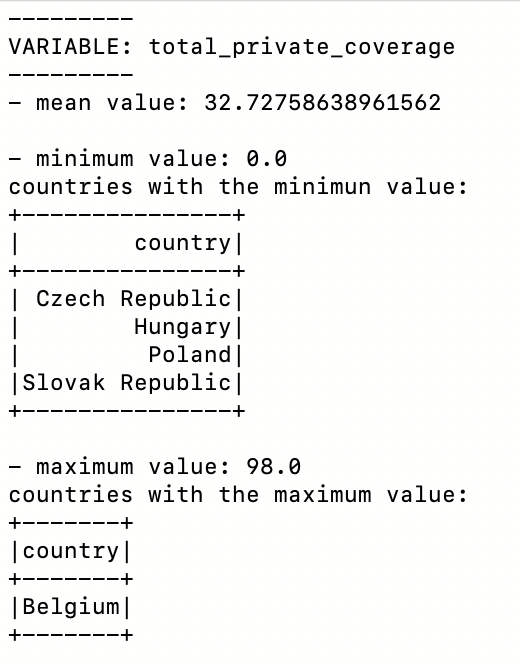 ---------
VARIABLE: total_private_coverage
---------
- mean value: 32.72758638961562
- minimum value: 0.0
countries with the minimun value:
+---------------+
|        country|
+---------------+
| Czech Republic|
|        Hungary|
|         Poland|
|Slovak Republic|
+---------------+
- maximum value: 98.0
countries with the maximum value:
+-------+
|country|
+-------+
|Belgium|
+-------+